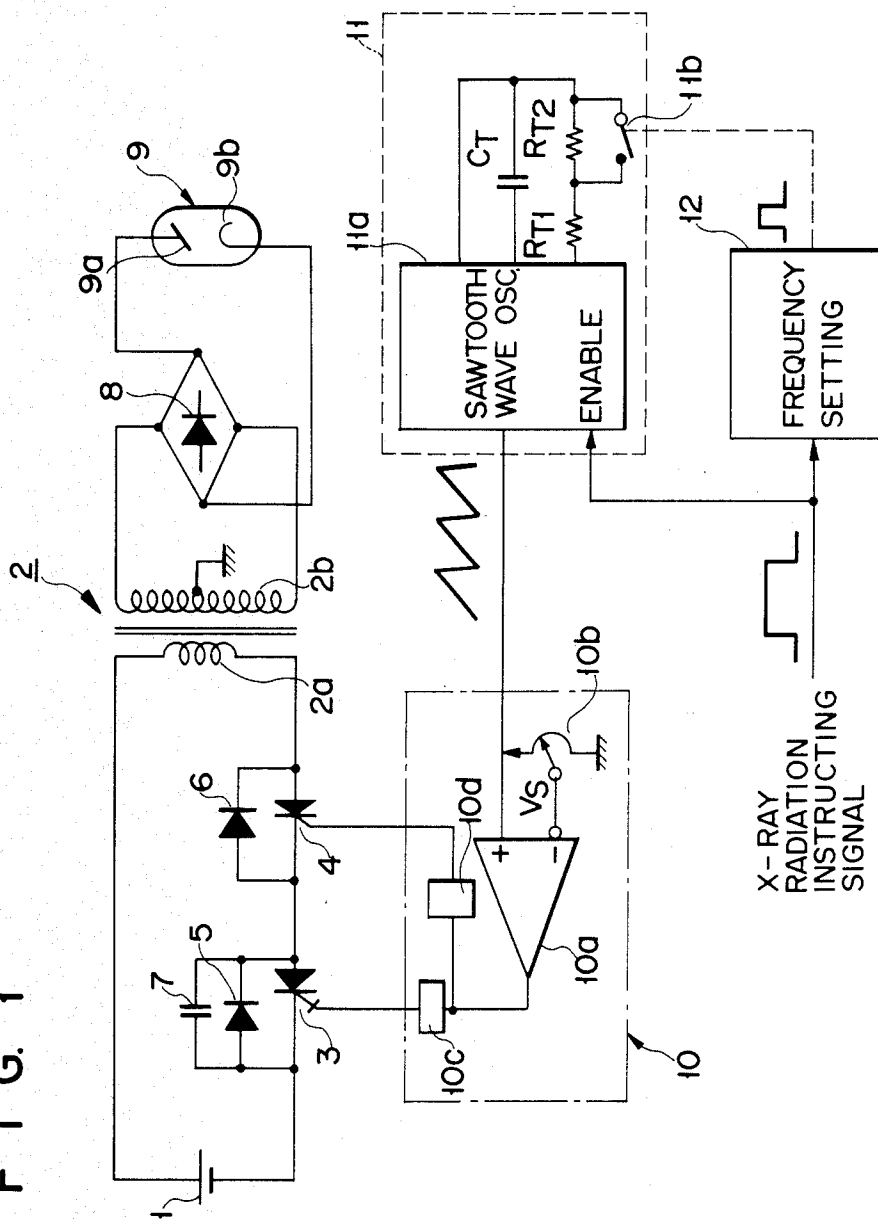 FIG. 1
2
1
7
5
3
6
4
2a
2b
8
9
9a
9b
10
10a
10b
10c
10d
+
-
VS
11
11a
11b
SAWTOOTH
WAVE OSC.
ENABLE
CT
RT1
RT2
12
FREQUENCY
SETTING
X-RAY
RADIATION
INSTRUCTING
SIGNAL